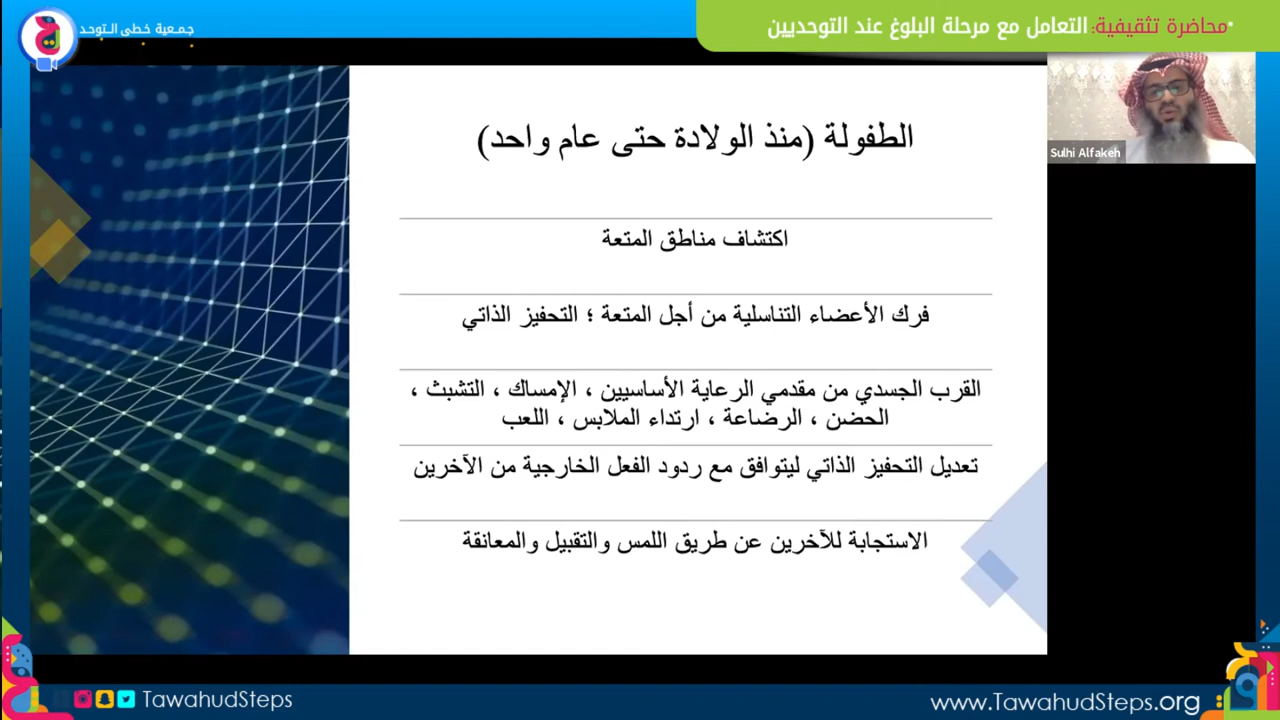 جـمـعـية خـطـى الـتـوحـد
•محاضرة تثقيفية: التعامل مع مرحلة البلوغ عند التوحديين
Sulhi Alfakeh
الطفولة (منذ الولادة حتى عام واحد)
اكتشاف مناطق المتعة
فرك الأعضاء التناسلية من أجل المتعة ؛ التحفيز الذاتي
القرب الجسدي من مقدمي الرعاية الأساسيين ، الإمساك ، التشبث ،
الحضن ، الرضاعة ، ارتداء الملابس ، اللعب
تعديل التحفيز الذاتي ليتوافق مع ردود الفعل الخارجية من الآخرين
الاستجابة للآخرين عن طريق اللمس والتقبيل والمعانقة
TawahudSteps
www.TawahudSteps.org